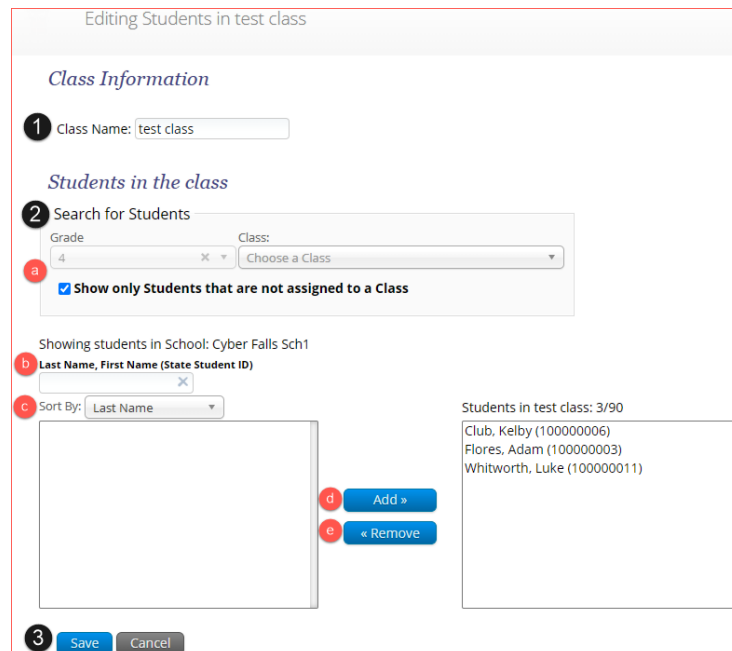 Editing Students in test class
Class Information
1 Class Name: test class
Students in the class
2 Search for Students
Grade Class:
4 Choose a Class
a
Show only Students that are not assigned to a Class
Showing students in School: Cyber Falls Sch1
b Last Name, First Name (State Student ID)
c Sort By: Last Name
Students in test class: 3/90
Club, Kelby (100000006)
Flores, Adam (100000003)
Whitworth, Luke (100000011)
d Add »
e « Remove
3 Save Cancel